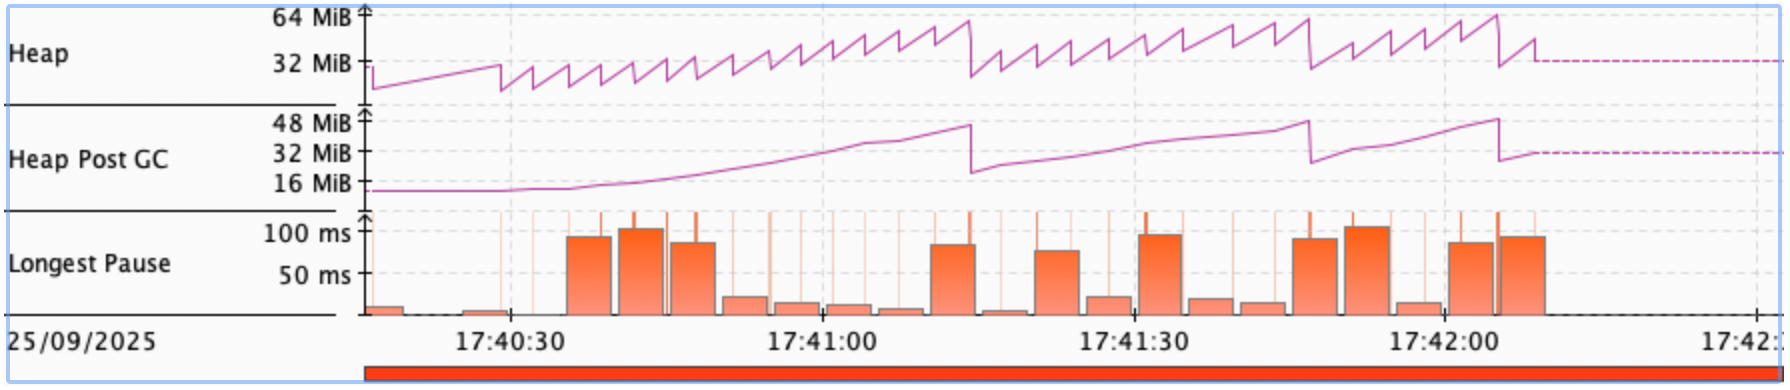 64 MiB
Heap
32 MiB
48 MiB
Heap Post GC
32 MiB
16 MiB
100 ms
Longest Pause
50 ms
25/09/2025 17:40:30 17:41:00 17:41:30 17:42:00